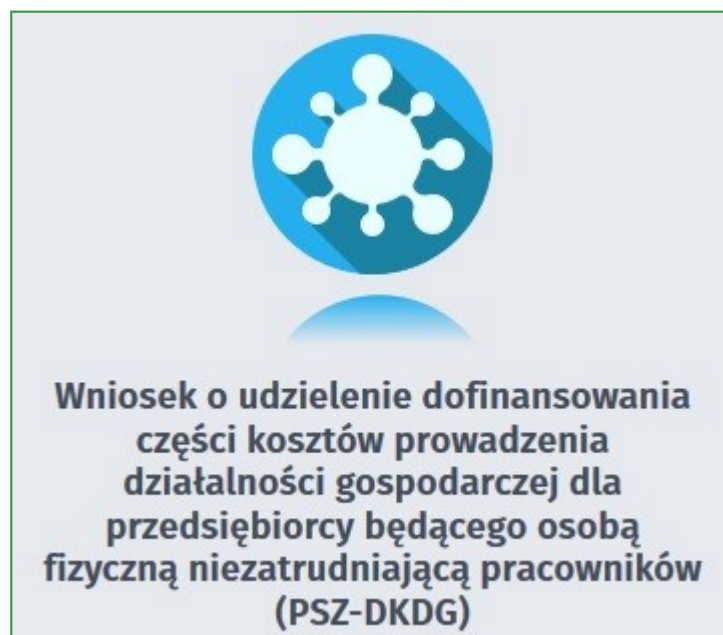 Wniosek o udzielenie dofinansowania
części kosztów prowadzenia
działalności gospodarczej dla
przedsiębiorcy będącego osobą
fizyczną niezatrudniającą pracowników
(PSZ-DKDG)